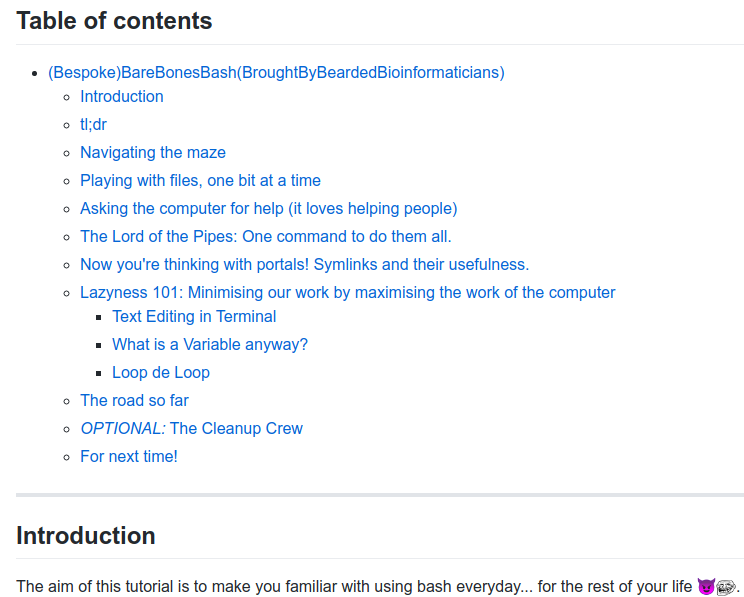 Table of contents
(Bespoke)BareBonesBash(BroughtByBeardedBioinformaticians)
Introduction
tl;dr
Navigating the maze
Playing with files, one bit at a time
Asking the computer for help (it loves helping people)
The Lord of the Pipes: One command to do them all.
Now you're thinking with portals! Symlinks and their usefulness.
Lazyness 101: Minimising our work by maximising the work of the computer
Text Editing in Terminal
What is a Variable anyway?
Loop de Loop
The road so far
OPTIONAL: The Cleanup Crew
For next time!
Introduction
The aim of this tutorial is to make you familiar with using bash everyday... for the rest of your life 😈.